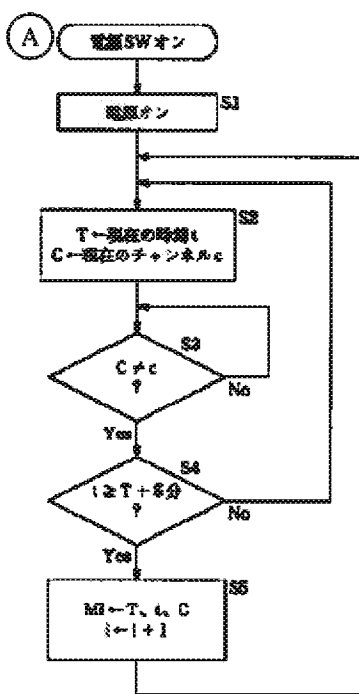 A
電源SWオン
S1
電源オン
S2
T←現在の時刻t
C←現在のチャンネルc
S3
C≠c
?
No
Yes
S4
t≧T+5分
?
No
Yes
S5
Mi←T、t、C
i←i+1